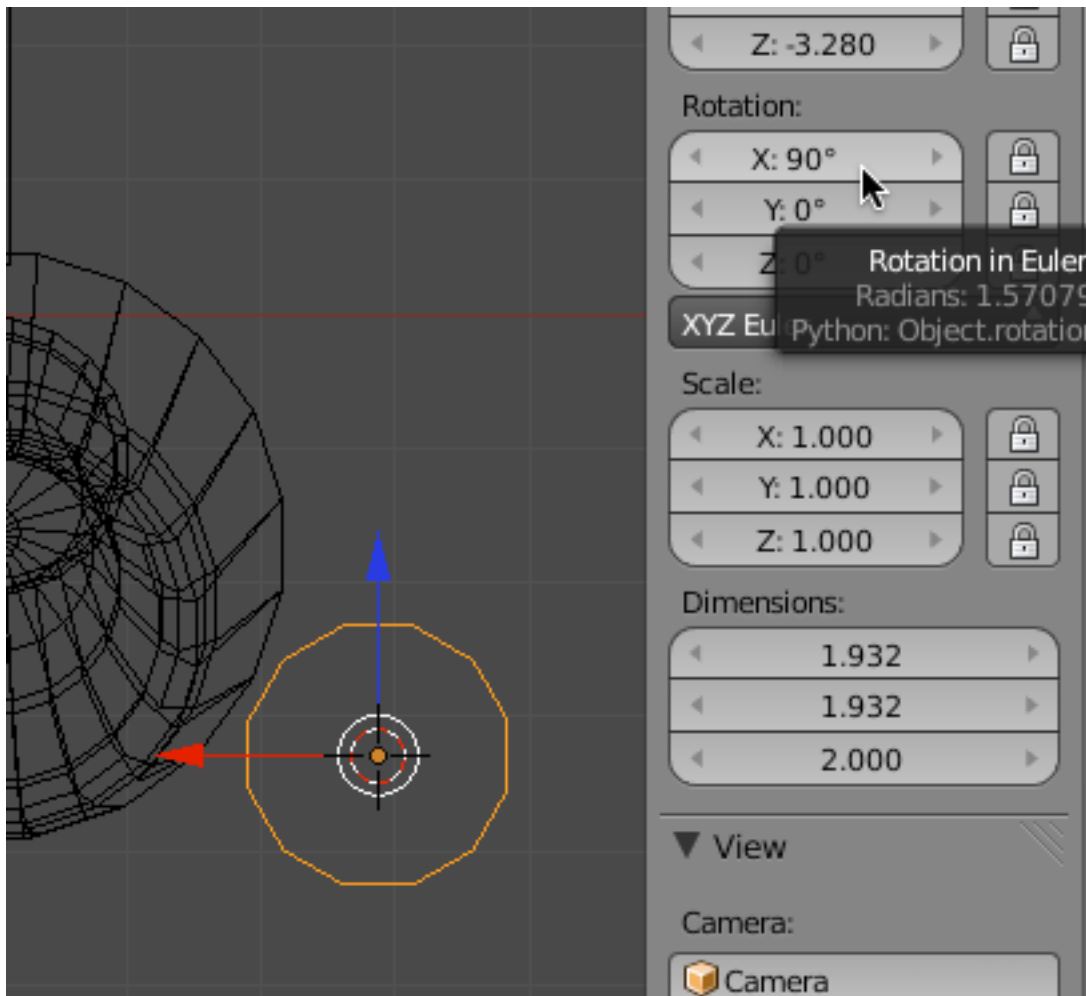 Z: -3.280
Rotation:
X: 90°
Y: 0°
Z: 0°
Rotation in Euler
Radians: 1.57079
XYZ Eu
Python: Object.rotation
Scale:
X: 1.000
Y: 1.000
Z: 1.000
Dimensions:
1.932
1.932
2.000
View
Camera:
Camera